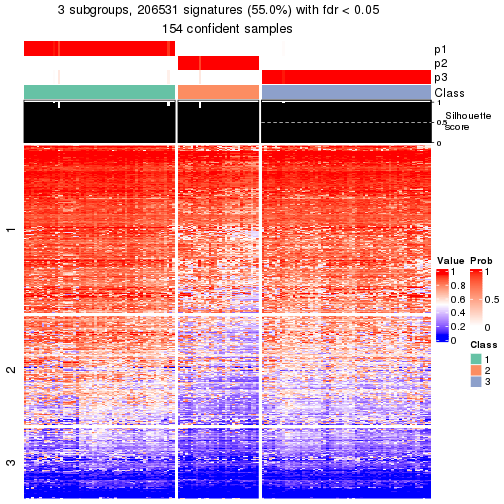 3 subgroups, 206531 signatures (55.0%) with fdr < 0.05
154 confident samples
p1
p2
p3
Class
1
0.5
0
Silhouette
score
1
2
3
Value
1
0.8
0.6
0.4
0.2
0
Prob
1
0.5
0
Class
1
2
3